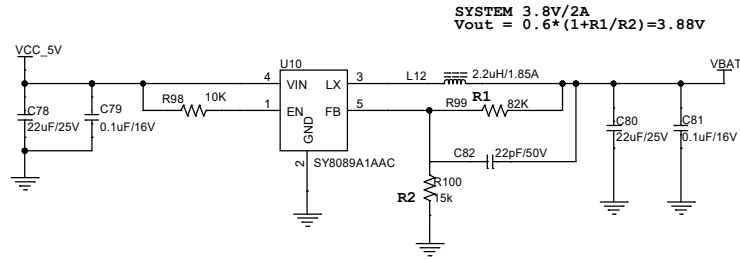 SYSTEM 3.8V/2A
Vout = 0.6*(1+R1/R2)=3.88V
VCC_5V
U10
VBAT
4
VIN
LX
3
L12
2.2uH/1.85A
C78
22uF/25V
C79
0.1uF/16V
R98
10K
1
EN
FB
5
R99
R1
82K
GND
2
SY8089A1AAC
C82
22pF/50V
C80
22uF/25V
C81
0.1uF/16V
R2
R100
15k